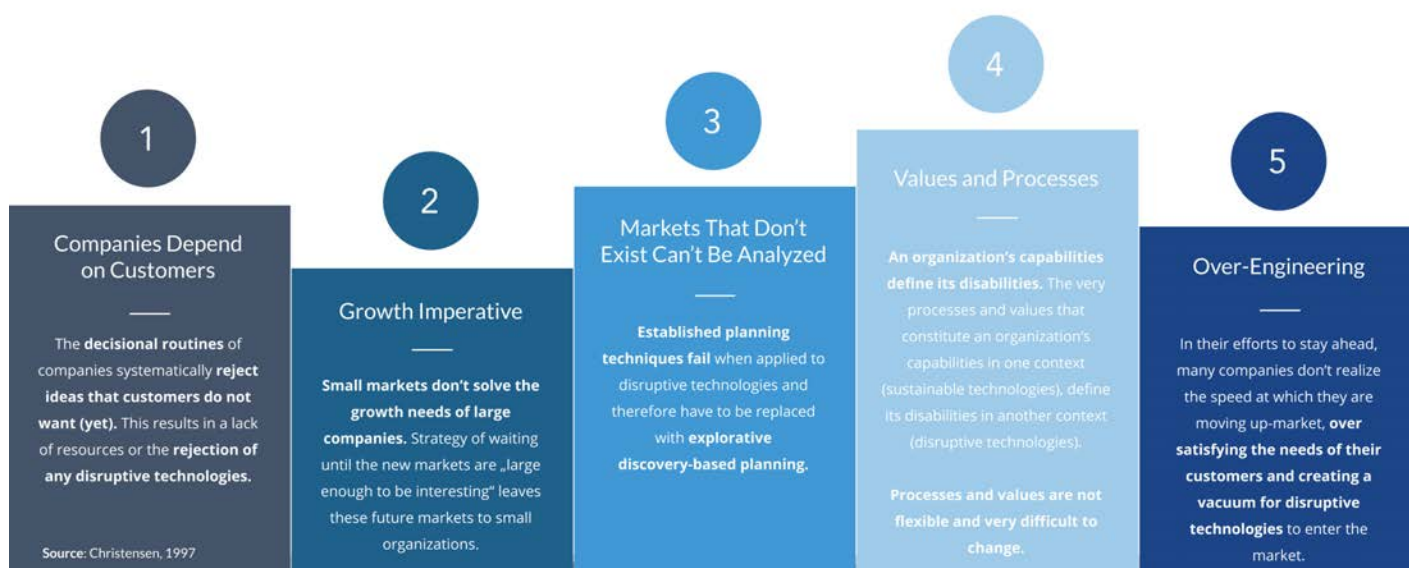 1
Companies Depend
on Customers
The decisional routines of
companies systematically reject
ideas that customers do not
want (yet). This results in a lack
of resources or the rejection of
any disruptive technologies.
Source: Christensen, 1997
2
Growth Imperative
Small markets don't solve the
growth needs of large
companies. Strategy of waiting
until the new markets are „large
enough to be interesting“ leaves
these future markets to small
organizations.
3
Markets That Don't
Exist Can't Be Analyzed
Established planning
techniques fail when applied to
disruptive technologies and
therefore have to be replaced
with explorative
discovery-based planning.
4
Values and Processes
An organization's capabilities
define its disabilities. The very
processes and values that
constitute an organization's
capabilities in one context
(sustainable technologies), define
its disabilities in another context
(disruptive technologies).
Processes and values are not
flexible and very difficult to
change.
5
Over-Engineering
In their efforts to stay ahead,
many companies don't realize
the speed at which they are
moving up-market, over
satisfying the needs of their
customers and creating a
vacuum for disruptive
technologies to enter the
market.